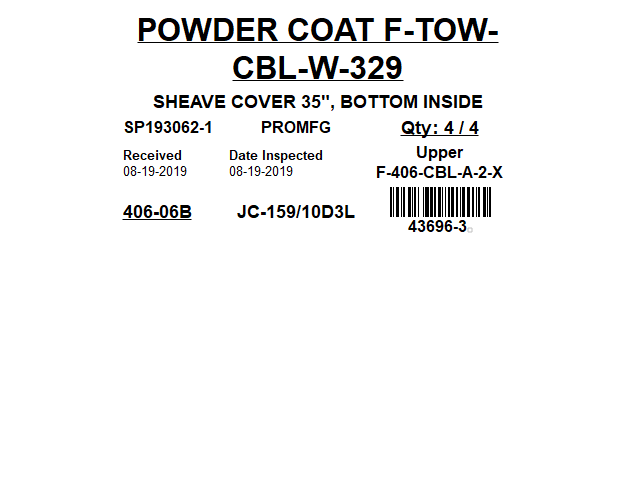 POWDER COAT F-TOW-
CBL-W-329
SHEAVE COVER 35", BOTTOM INSIDE
SP193062-1 PROMFG Qty: 4 / 4
Received Date Inspected Upper
08-19-2019 08-19-2019 F-406-CBL-A-2-X
406-06B JC-159/10D3L
43696-3